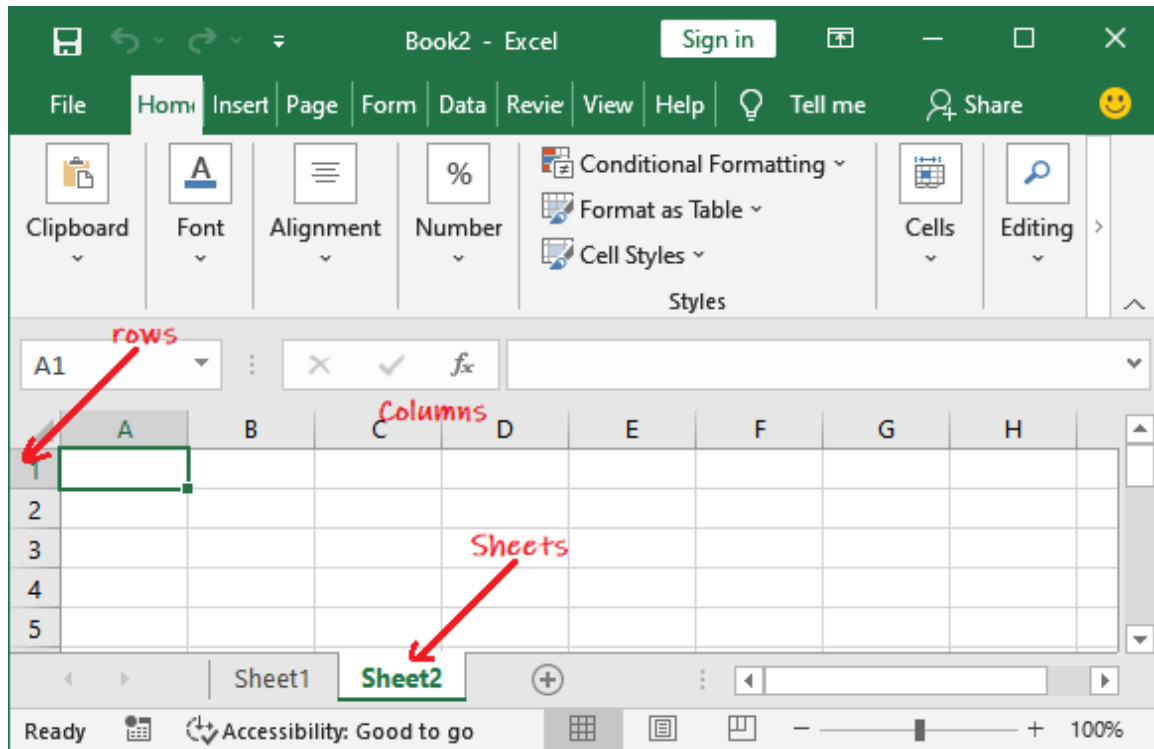 Book2 - Excel Sign in
File Home Insert Page Form Data Revie View Help Tell me Share
A % Conditional Formatting
Format as Table
Clipboard Font Alignment Number Cell Styles Cells Editing
Styles
rows
A1 fx
Columns
A B C D E F G H
1
2
3 Sheets
4
5
Sheet1 Sheet2
Ready Accessibility: Good to go 100%